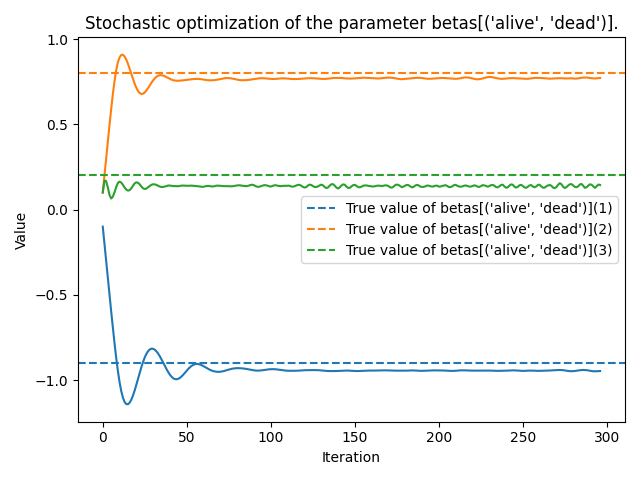 Stochastic optimization of the parameter betas[('alive', 'dead')].
1.0
0.5
0.0
−0.5
−1.0
Value
True value of betas[('alive', 'dead')](1)
True value of betas[('alive', 'dead')](2)
True value of betas[('alive', 'dead')](3)
0 50 100 150 200 250 300
Iteration